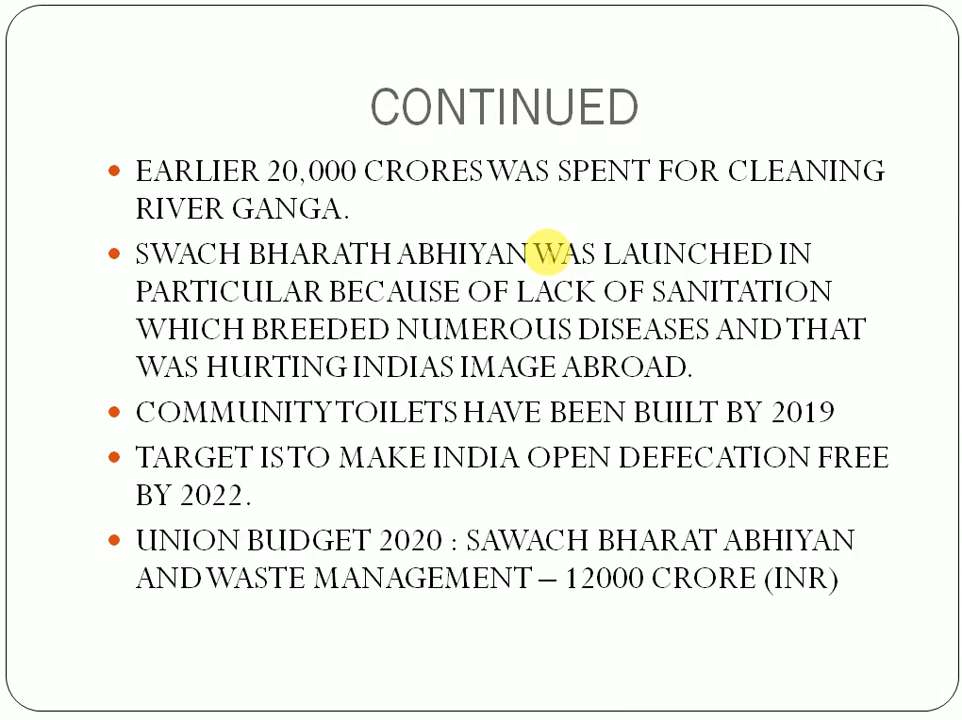 CONTINUED
EARLIER 20,000 CRORES WAS SPENT FOR CLEANING
RIVER GANGA.
SWACH BHARATH ABHIYAN WAS LAUNCHED IN
PARTICULAR BECAUSE OF LACK OF SANITATION
WHICH BREEDED NUMEROUS DISEASES AND THAT
WAS HURTING INDIAS IMAGE ABROAD.
COMMUNITY TOILETS HAVE BEEN BUILT BY 2019
TARGET IS TO MAKE INDIA OPEN DEFECATION FREE
BY 2022.
UNION BUDGET 2020 : SAWACH BHARAT ABHIYAN
AND WASTE MANAGEMENT – 12000 CRORE (INR)